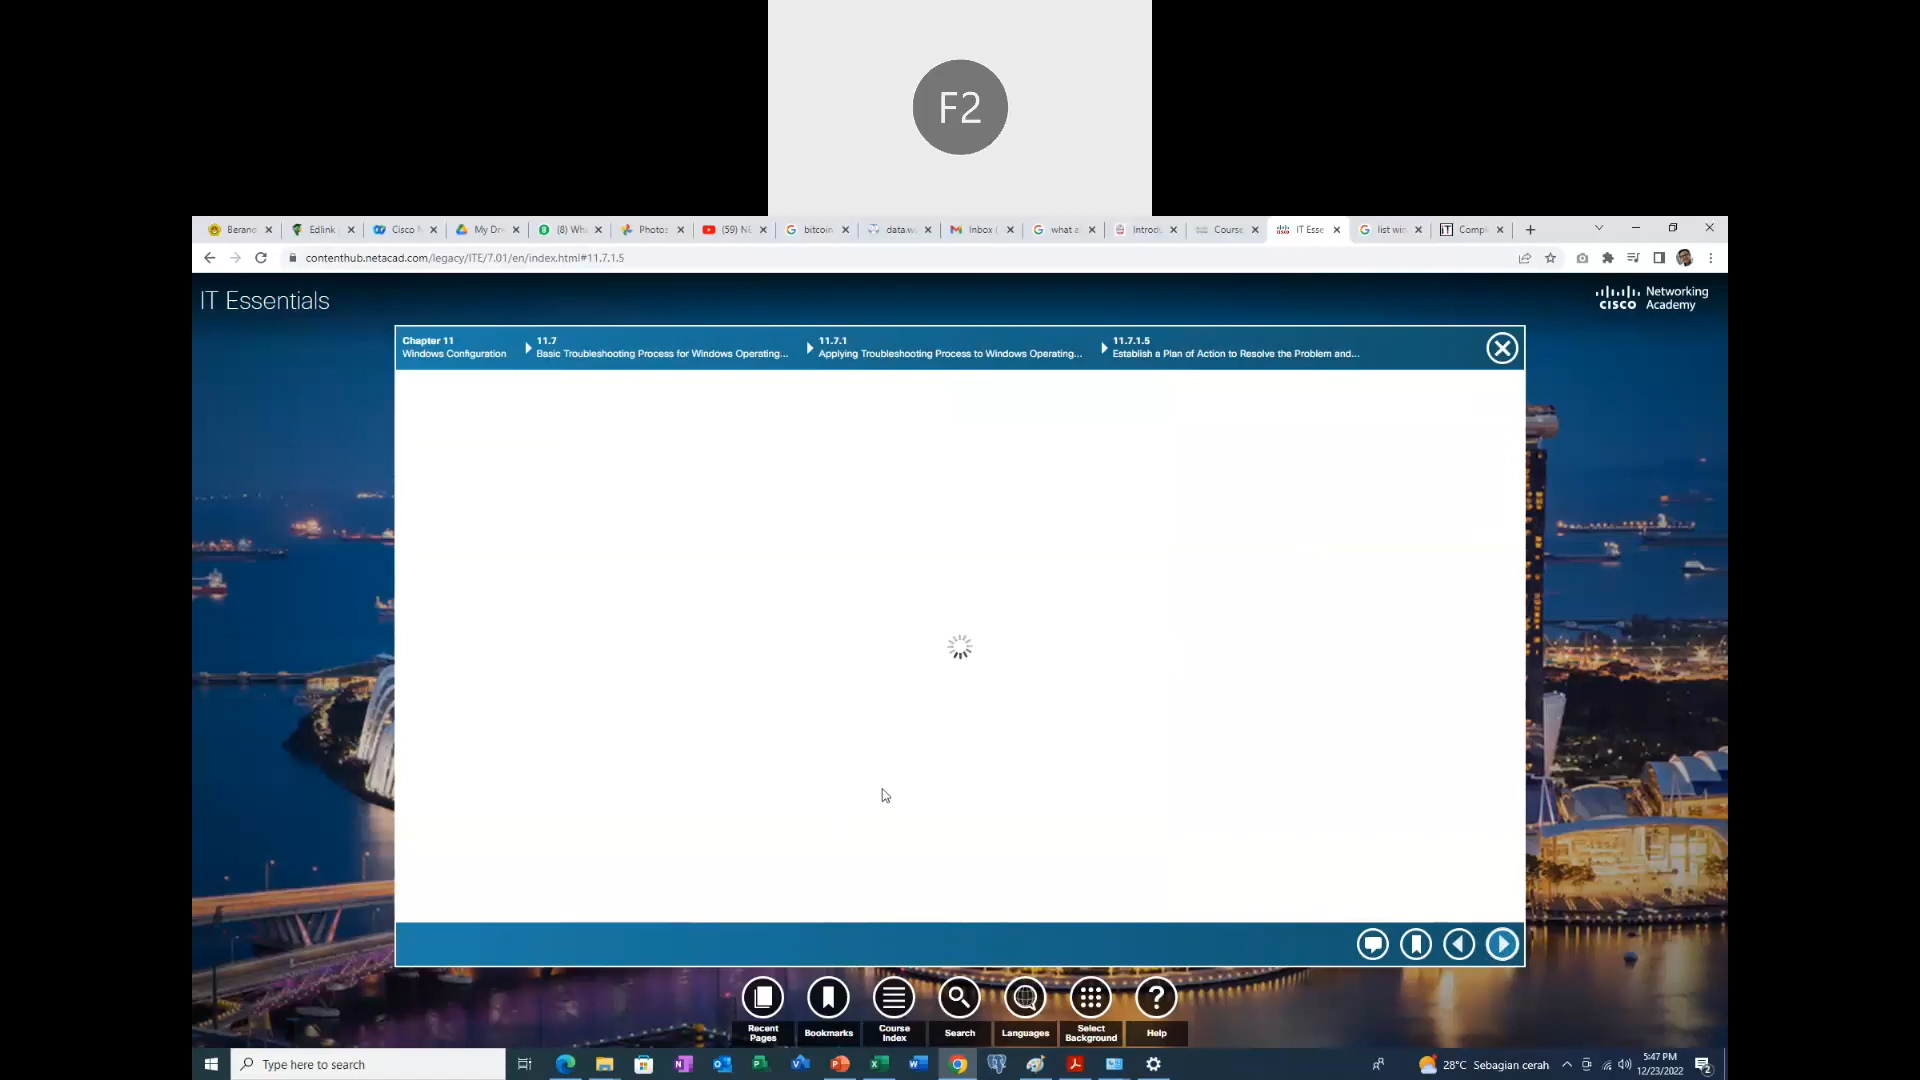 F2
Beran
Edlink
Cisco
My Dri
(8) Wh
Photos
(59) N
bitcoin
data.w
Inbox (
what a
Introdu
Course
IT Esse
list win
Comp
contenthub.netacad.com/legacy/ITE/7.01/en/index.html#11.7.1.5
IT Essentials
CISCO Networking Academy
Chapter 11
Windows Configuration
11.7
Basic Troubleshooting Process for Windows Operating...
11.7.1
Applying Troubleshooting Process to Windows Operating...
11.7.1.5
Establish a Plan of Action to Resolve the Problem and...
Recent Pages
Bookmarks
Course Index
Search
Languages
Select Background
Help
Type here to search
28°C Sebagian cerah
5:47 PM
12/23/2022
2